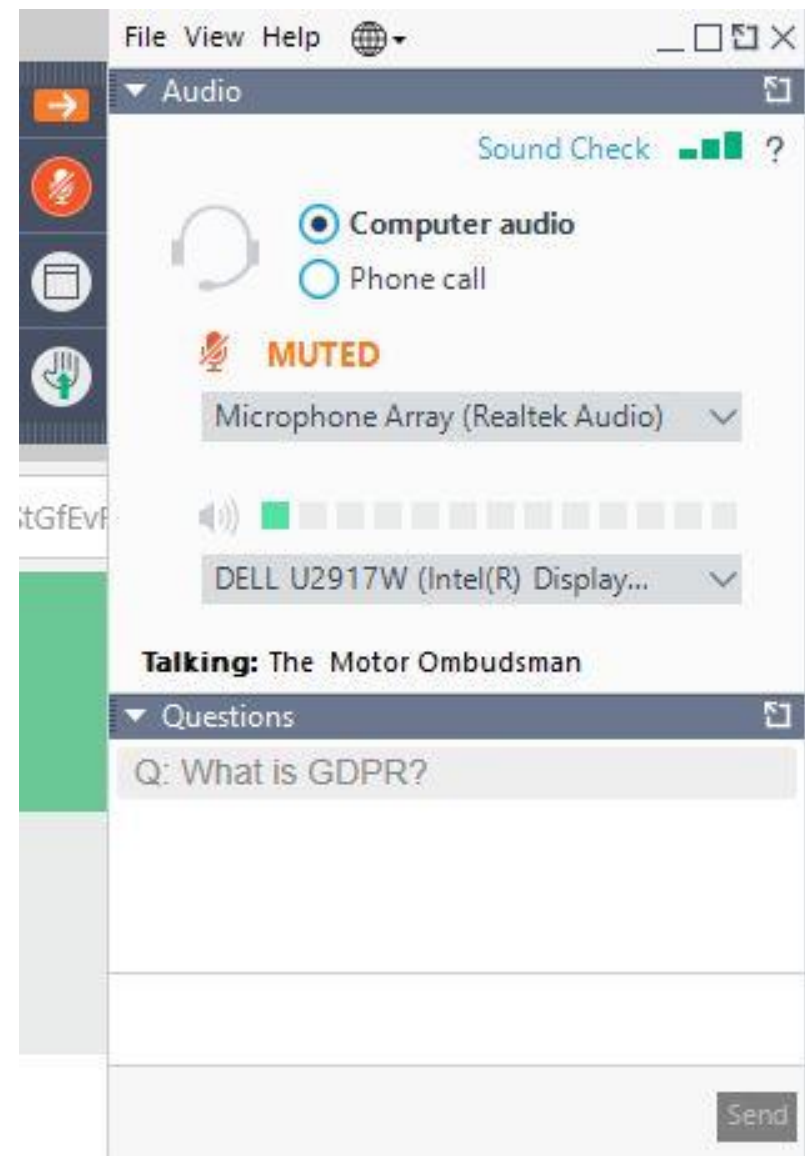 File View Help
Audio
Sound Check ?
Computer audio
Phone call
MUTED
Microphone Array (Realtek Audio)
DELL U2917W (Intel(R) Display...
Talking: The Motor Ombudsman
Questions
Q: What is GDPR?
Send